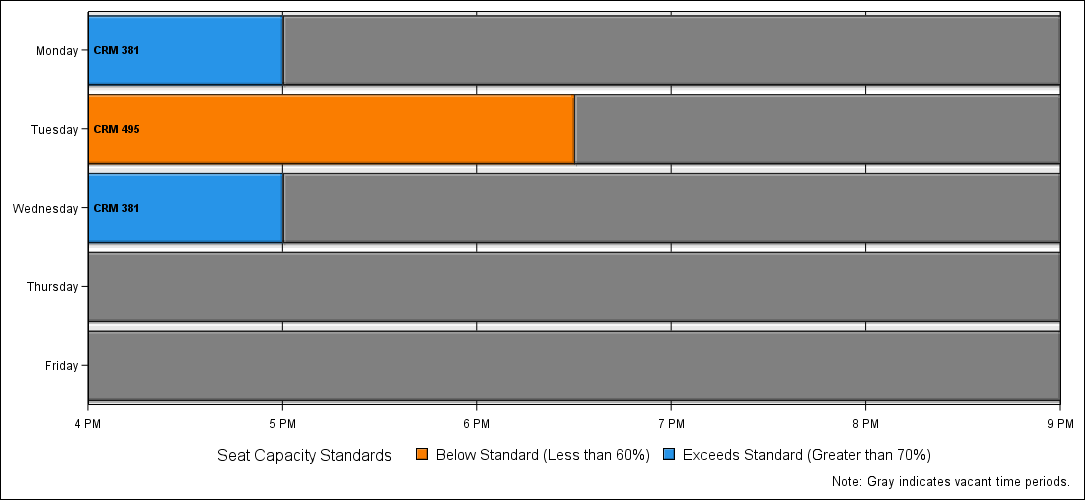 Monday CRM 381
Tuesday CRM 495
Wednesday CRM 381
Thursday
Friday
4 PM 5 PM 6 PM 7 PM 8 PM 9 PM
Seat Capacity Standards Below Standard (Less than 60%) Exceeds Standard (Greater than 70%)
Note: Gray indicates vacant time periods.